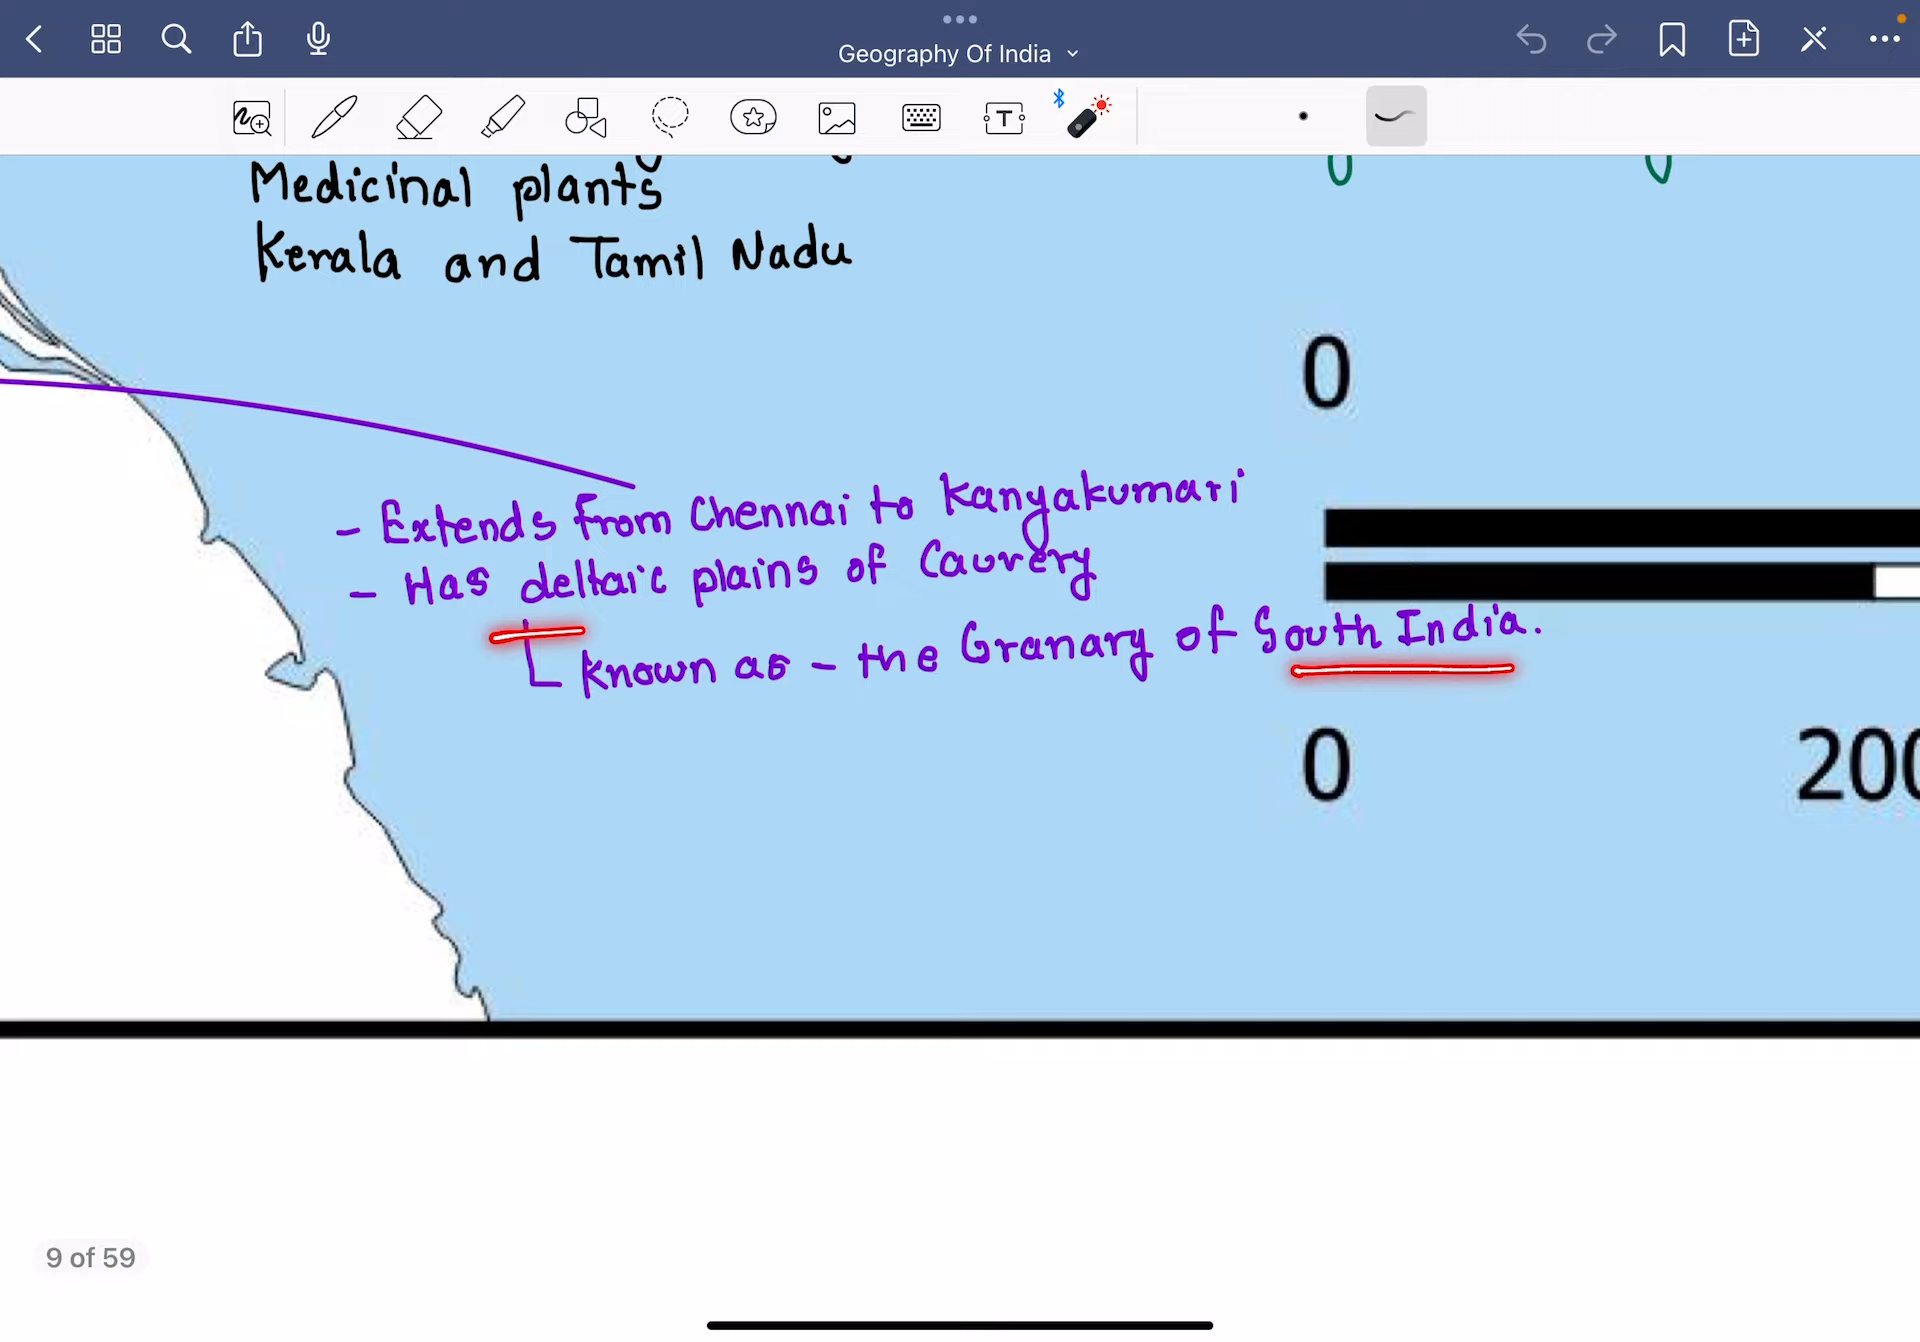 Geography Of India
Medicinal plants
Kerala and Tamil Nadu
0
- Extends from Chennai to Kanyakumari
- Has deltaic plains of Cauvery
known as - the Granary of South India.
0 200
9 of 59